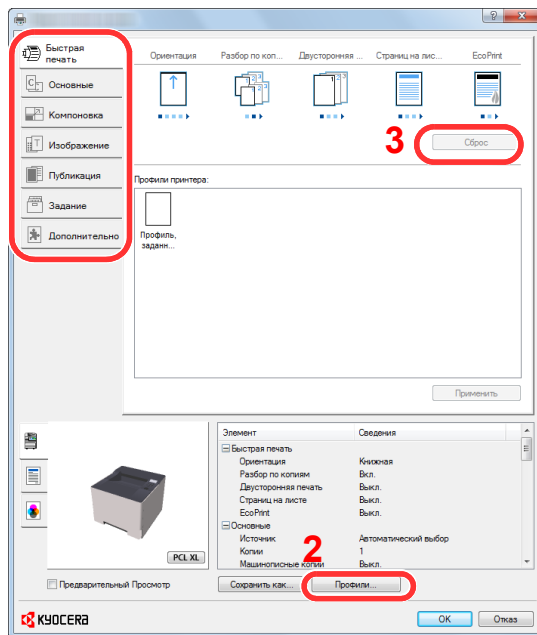 ?
Быстрая
печать
Основные
Компоновка
Изображение
Публикация
Задание
Дополнительно
Ориентация
Разбор по коп...
Двусторонняя ...
Страниц на лис...
EcoPrint
3
Сброс
Профили принтера:
Профиль,
заданн...
Применить
Элемент Сведения
Быстрая печать
Ориентация Книжная
Разбор по копиям Вкл.
Двусторонняя печать Выкл.
Страниц на листе Выкл.
EcoPrint Выкл.
Основные
Источник Автоматический выбор
Копии 1
Машинописные копии Выкл.
2
PCL XL
Предварительный Просмотр
Сохранить как...
Профили...
KYOCERA
OK
Отказ